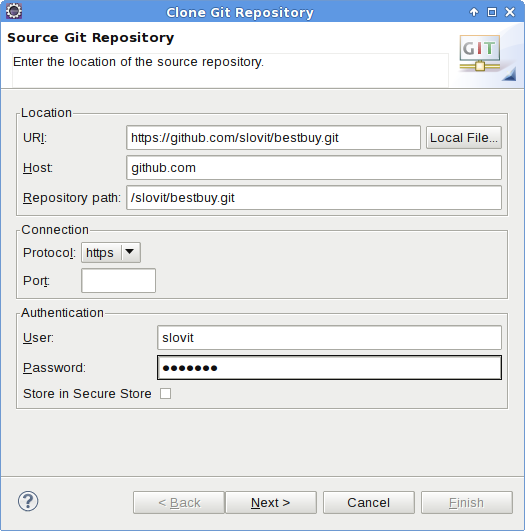 Clone Git Repository
Source Git Repository
Enter the location of the source repository.
GIT
Location
URI: https://github.com/slovit/bestbuy.git Local File...
Host: github.com
Repository path: /slovit/bestbuy.git
Connection
Protocol: https
Port:
Authentication
User: slovit
Password: ●●●●●●●
Store in Secure Store
? < Back Next > Cancel Finish